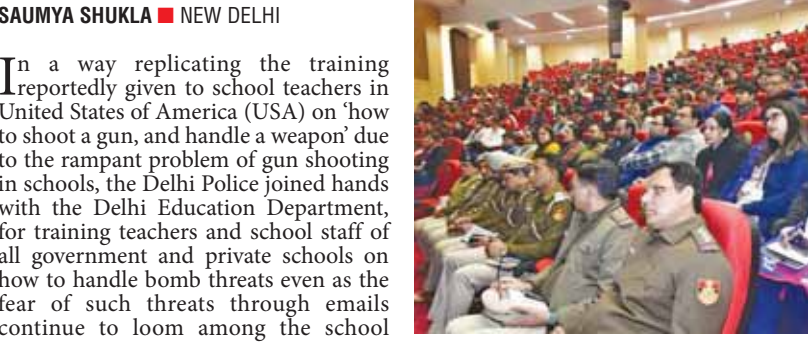 SAUMYA SHUKLA ■ NEW DELHI
In a way replicating the training
reportedly given to school teachers in
United States of America (USA) on ‘how
to shoot a gun, and handle a weapon’ due
to the rampant problem of gun shooting
in schools, the Delhi Police joined hands
with the Delhi Education Department,
for training teachers and school staff of
all government and private schools on
how to handle bomb threats even as the
fear of such threats through emails
continue to loom among the school